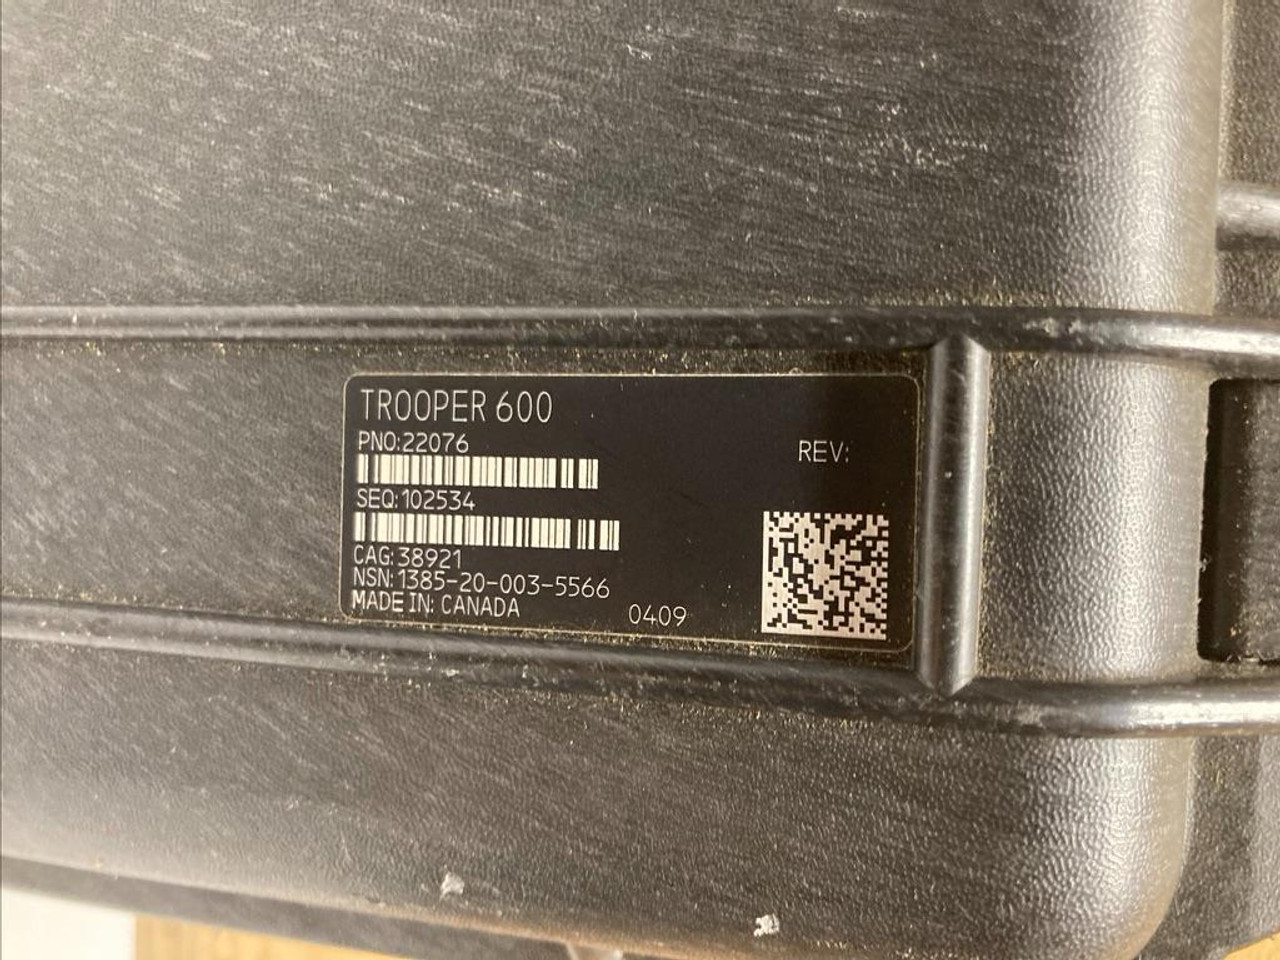 TROOPER 600
PNO:22076
REV:
SEQ:102534
CAG:38921
NSN:1385-20-003-5566
MADE IN: CANADA
0409